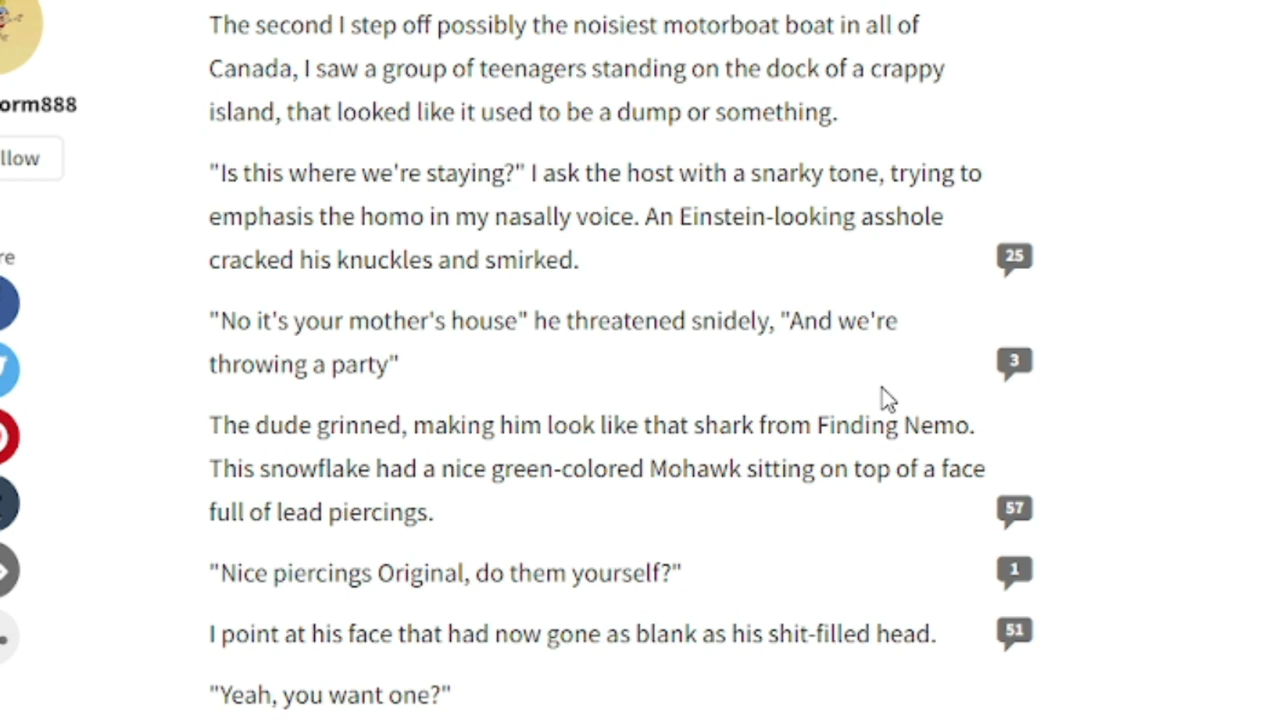 The second I step off possibly the noisiest motorboat boat in all of
Canada, I saw a group of teenagers standing on the dock of a crappy
island, that looked like it used to be a dump or something.
orm888
llow
"Is this where we're staying?" I ask the host with a snarky tone, trying to
emphasis the homo in my nasally voice. An Einstein-looking asshole
cracked his knuckles and smirked.
25
re
"No it's your mother's house" he threatened snidely, "And we're
throwing a party"
3
The dude grinned, making him look like that shark from Finding Nemo.
This snowflake had a nice green-colored Mohawk sitting on top of a face
full of lead piercings.
57
"Nice piercings Original, do them yourself?"
1
I point at his face that had now gone as blank as his shit-filled head.
51
"Yeah, you want one?"